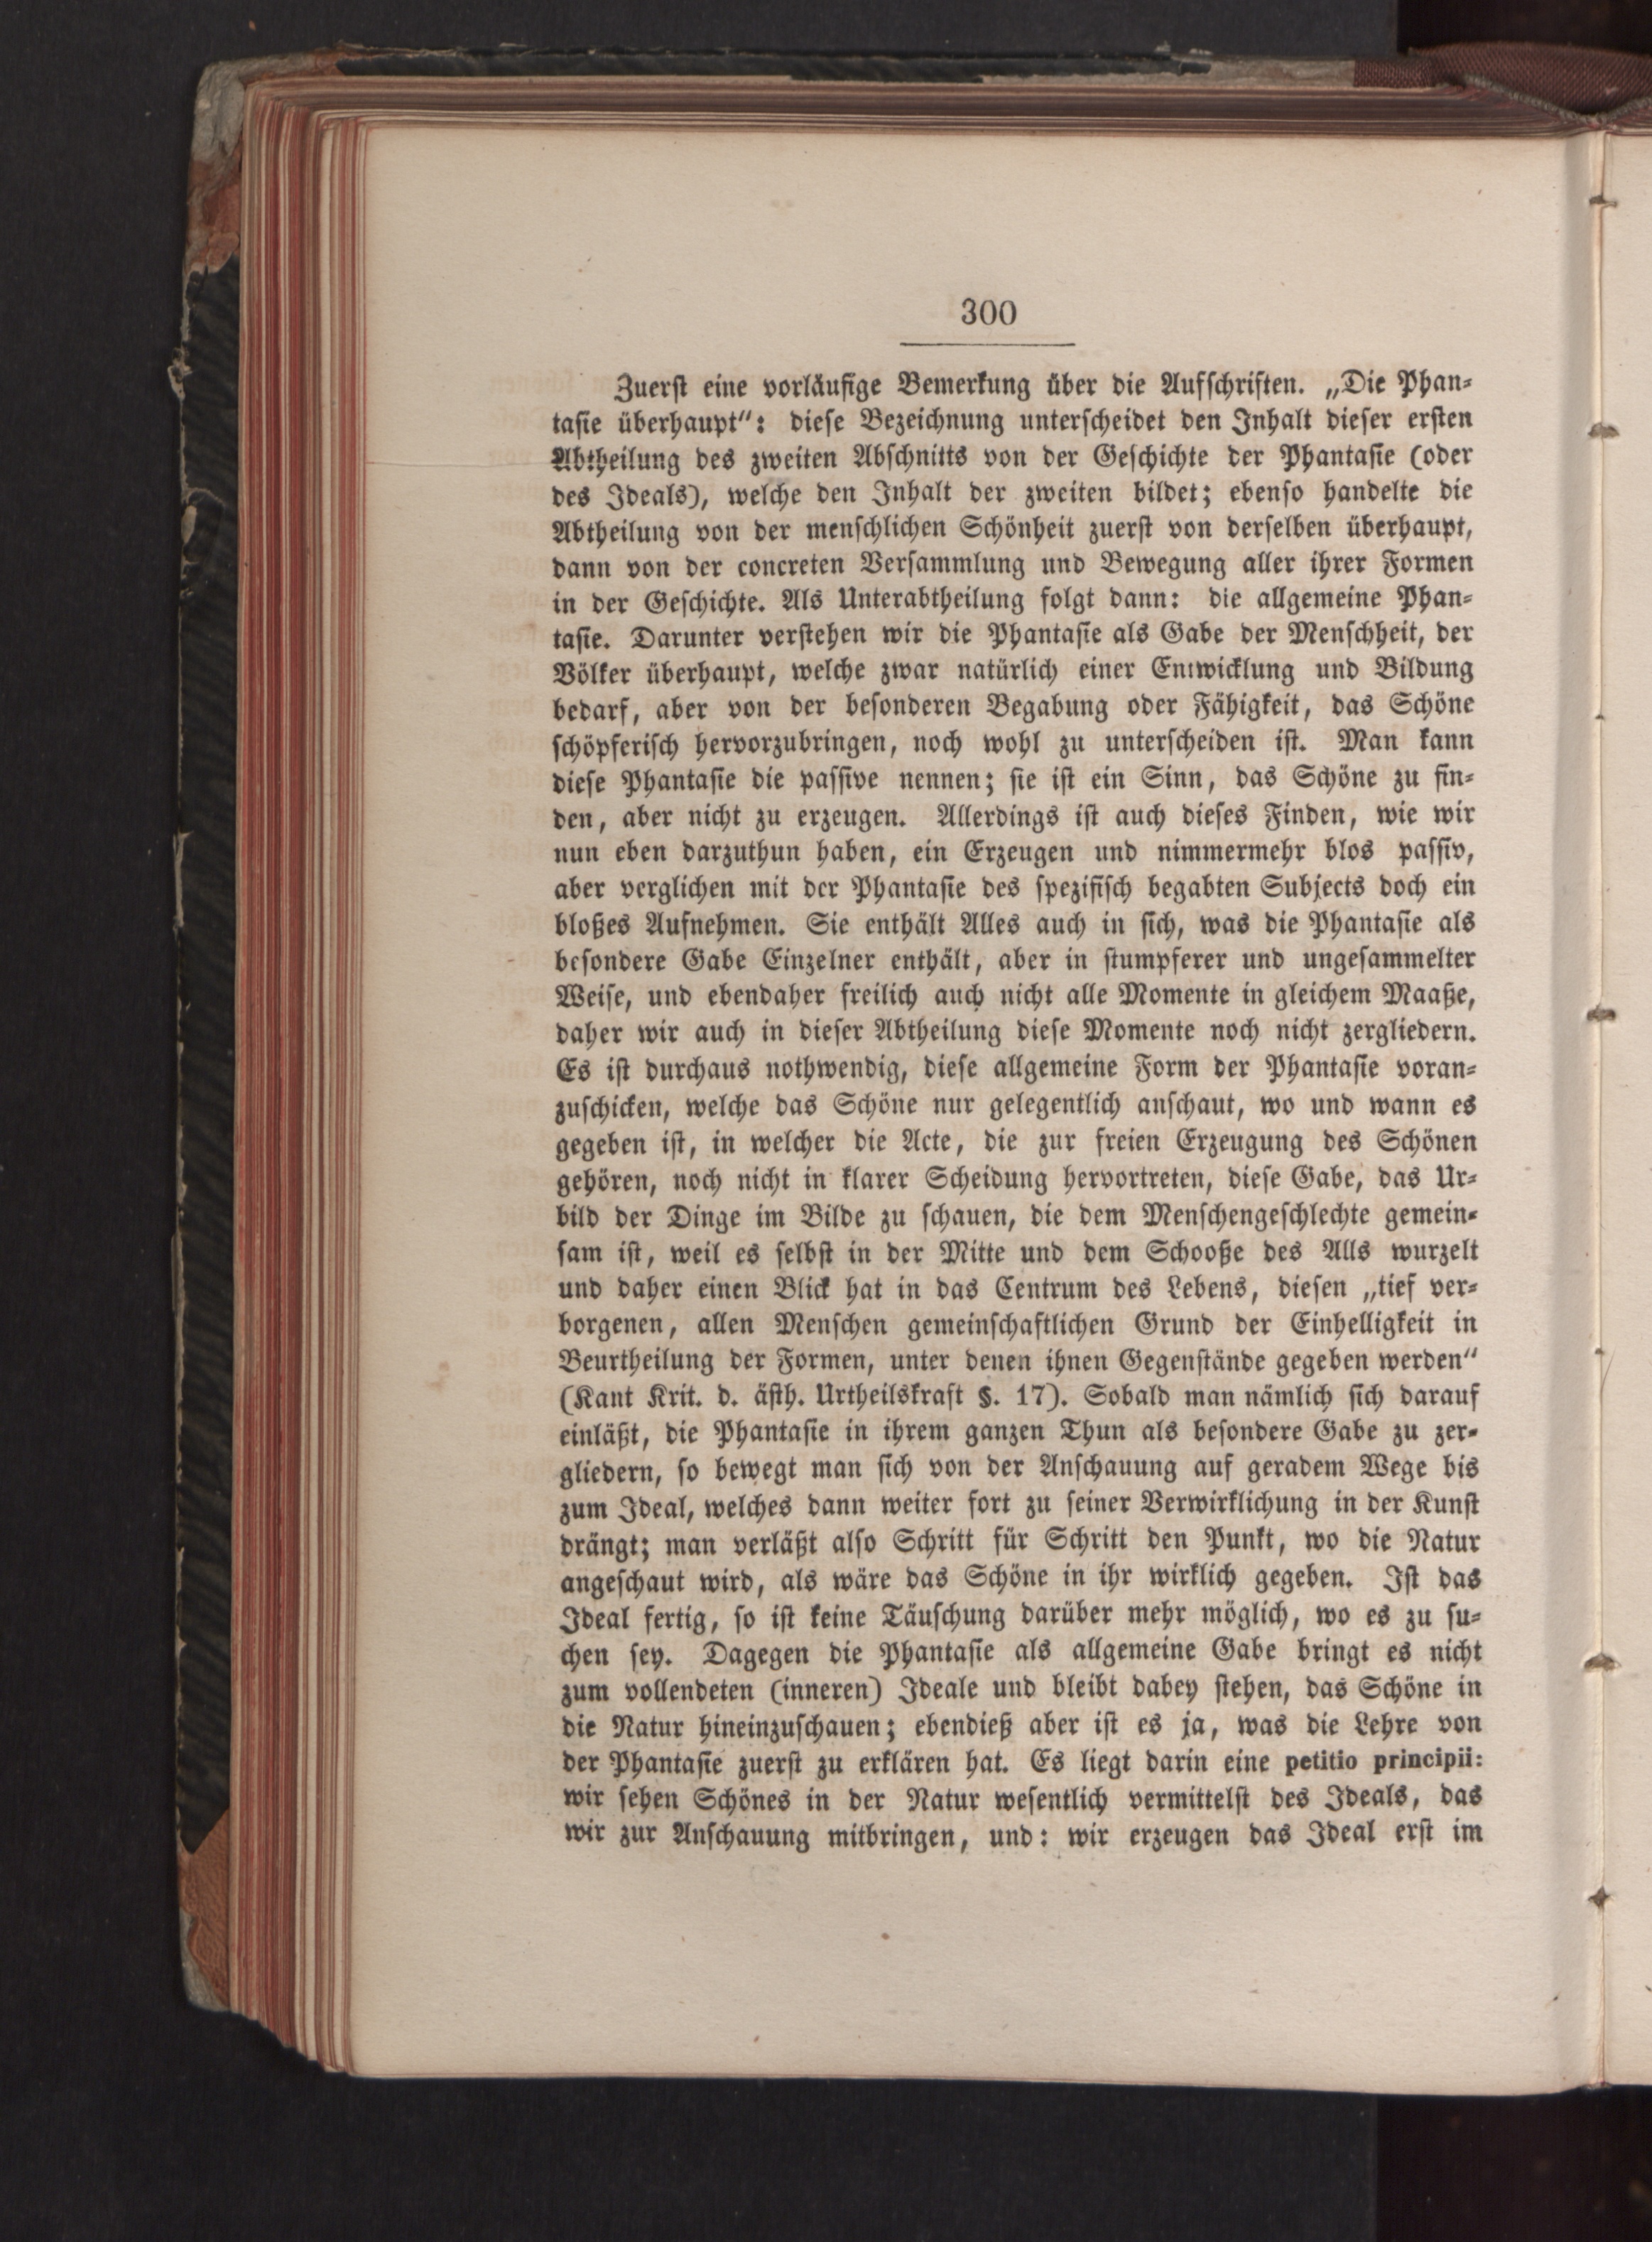 300
Zuerst eine vorläufige Bemerkung über die Aufschriften. „Die Phan-
tasie überhaupt“: diese Bezeichnung unterscheidet den Inhalt dieser ersten
Abtheilung des zweiten Abschnitts von der Geschichte der Phantasie (oder
des Ideals), welche den Inhalt der zweiten bildet; ebenso handelte die
Abtheilung von der menschlichen Schönheit zuerst von derselben überhaupt,
dann von der concreten Versammlung und Bewegung aller ihrer Formen
in der Geschichte. Als Unterabtheilung folgt dann: die allgemeine Phan-
tasie. Darunter verstehen wir die Phantasie als Gabe der Menschheit, der
Völker überhaupt, welche zwar natürlich einer Entwicklung und Bildung
bedarf, aber von der besonderen Begabung oder Fähigkeit, das Schöne
schöpferisch hervorzubringen, noch wohl zu unterscheiden ist. Man kann
diese Phantasie die passive nennen; sie ist ein Sinn, das Schöne zu fin-
den, aber nicht zu erzeugen. Allerdings ist auch dieses Finden, wie wir
nun eben darzuthun haben, ein Erzeugen und nimmermehr blos passiv,
aber verglichen mit der Phantasie des spezifisch begabten Subjects doch ein
bloßes Aufnehmen. Sie enthält Alles auch in sich, was die Phantasie als
besondere Gabe Einzelner enthält, aber in stumpferer und ungesammelter
Weise, und ebendaher freilich auch nicht alle Momente in gleichem Maaße,
daher wir auch in dieser Abtheilung diese Momente noch nicht zergliedern.
Es ist durchaus nothwendig, diese allgemeine Form der Phantasie voran-
zuschicken, welche das Schöne nur gelegentlich anschaut, wo und wann es
gegeben ist, in welcher die Acte, die zur freien Erzeugung des Schönen
gehören, noch nicht in klarer Scheidung hervortreten, diese Gabe, das Ur-
bild der Dinge im Bilde zu schauen, die dem Menschengeschlechte gemein-
sam ist, weil es selbst in der Mitte und dem Schooße des Alls wurzelt
und daher einen Blick hat in das Centrum des Lebens, diesen „tief ver-
borgenen, allen Menschen gemeinschaftlichen Grund der Einhelligkeit in
Beurtheilung der Formen, unter denen ihnen Gegenstände gegeben werden“
(Kant Krit. d. ästh. Urtheilskraft §. 17). Sobald man nämlich sich darauf
einläßt, die Phantasie in ihrem ganzen Thun als besondere Gabe zu zer-
gliedern, so bewegt man sich von der Anschauung auf geradem Wege bis
zum Ideal, welches dann weiter fort zu seiner Verwirklichung in der Kunst
drängt; man verläßt also Schritt für Schritt den Punkt, wo die Natur
angeschaut wird, als wäre das Schöne in ihr wirklich gegeben. Ist das
Ideal fertig, so ist keine Täuschung darüber mehr möglich, wo es zu su-
chen sey. Dagegen die Phantasie als allgemeine Gabe bringt es nicht
zum vollendeten (inneren) Ideale und bleibt dabey stehen, das Schöne in
die Natur hineinzuschauen; ebendieß aber ist es ja, was die Lehre von
der Phantasie zuerst zu erklären hat. Es liegt darin eine petitio principii:
wir sehen Schönes in der Natur wesentlich vermittelst des Ideals, das
wir zur Anschauung mitbringen, und: wir erzeugen das Ideal erst im